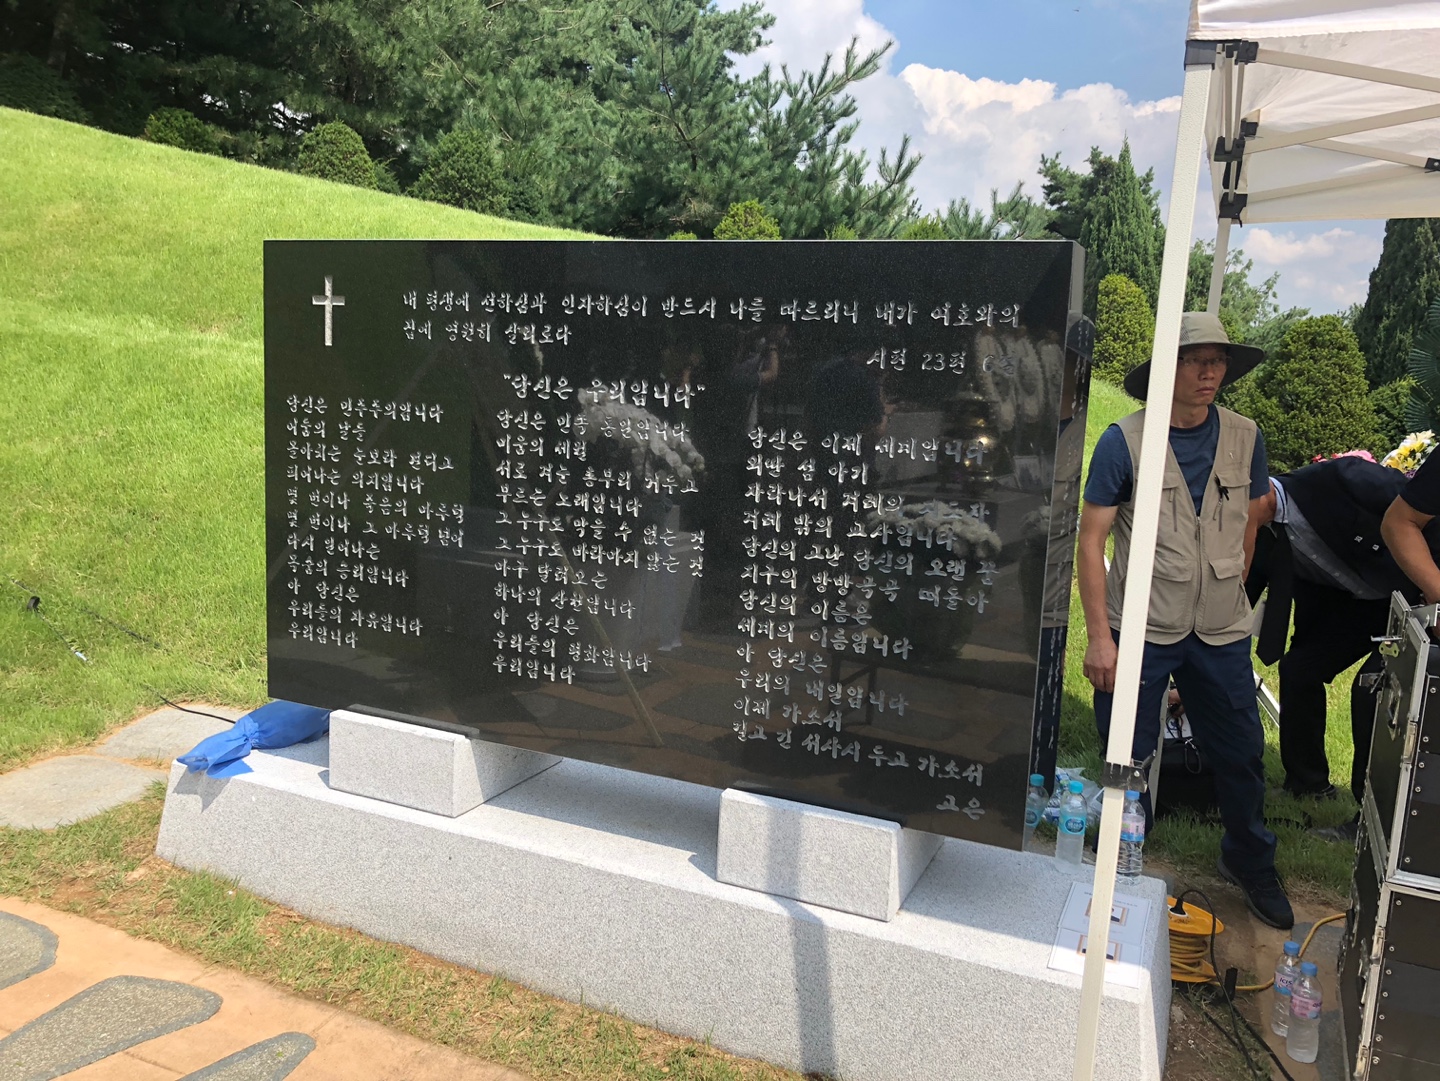 내 평생에 선하심과 인자하심이 반드시 나를 따르리니 내가 여호와의
집에 영원히 살리로다
시편 23편 6절
"당신은 우리입니다"
당신은 민주주의입니다
어둠의 날들
몰아치는 눈보라 견디고
피어나는 의지입니다
몇 번이나 죽음의 마루턱
몇 번이나 그 마루턱 넘어
다시 일어나는
목숨의 승리입니다
아 당신은
우리들의 자유입니다
우리입니다
당신은 민족 통일입니다
미움의 세월
서로 겨눈 총부리 거두고
부르는 노래입니다
그 누구도 막을 수 없는 것
그 누구도 바라마지 않는 것
마구 달려오는
하나의 산천입니다
아 당신은
우리들의 평화입니다
우리입니다
당신은 이제 세계입니다
외딴 섬 아기
자라나서 겨레의
겨레 밖의 교사입니다
당신의 고난 당신의 오랜 꿈
지구의 방방곡곡 떠돌아
당신의 이름은
세계의 이름입니다
아 당신은
우리의 내일입니다
이제 가소서
길고 긴 서사시 두고 가소서
고은